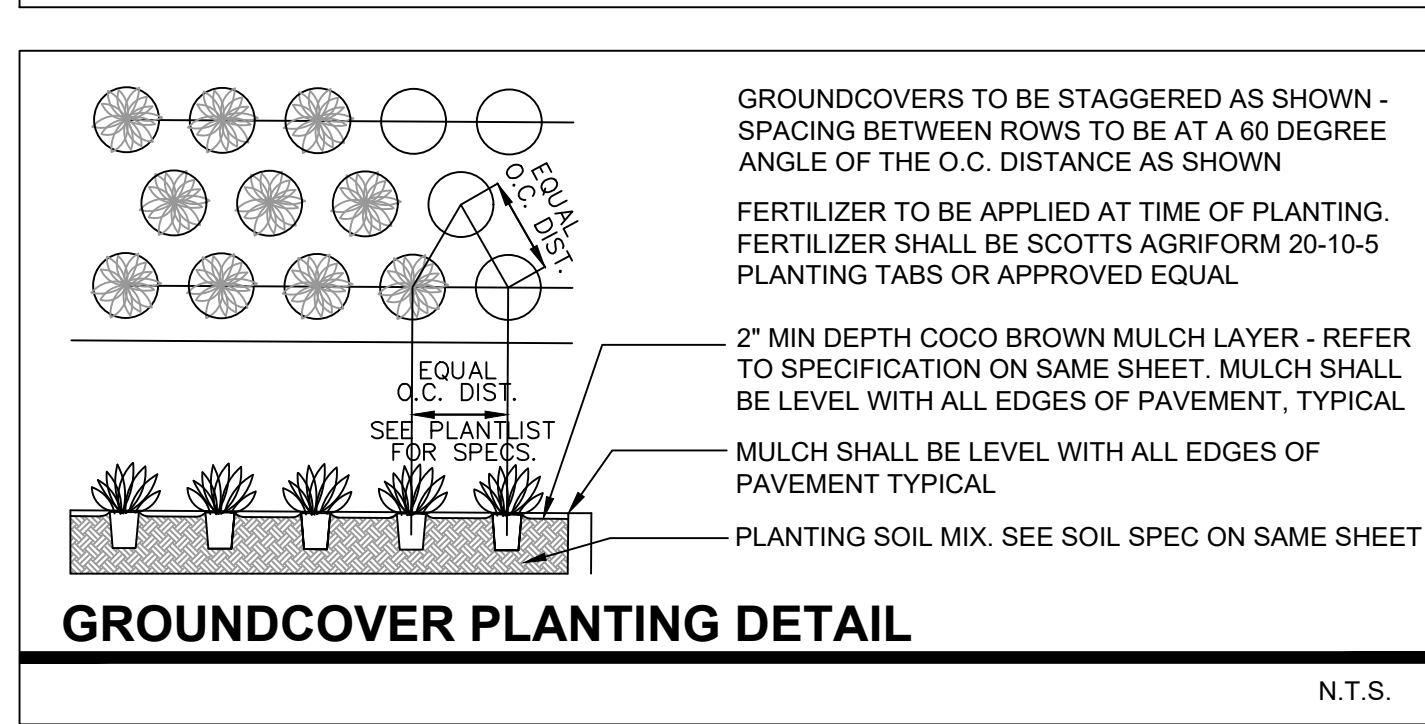 EQUAL
O.C. DIST.
EQUAL
O.C. DIST.
SEE PLANTLIST
FOR SPECS.
GROUNDCOVERS TO BE STAGGERED AS SHOWN -
SPACING BETWEEN ROWS TO BE AT A 60 DEGREE
ANGLE OF THE O.C. DISTANCE AS SHOWN
FERTILIZER TO BE APPLIED AT TIME OF PLANTING.
FERTILIZER SHALL BE SCOTTS AGRIFORM 20-10-5
PLANTING TABS OR APPROVED EQUAL
2" MIN DEPTH COCO BROWN MULCH LAYER - REFER
TO SPECIFICATION ON SAME SHEET. MULCH SHALL
BE LEVEL WITH ALL EDGES OF PAVEMENT, TYPICAL
MULCH SHALL BE LEVEL WITH ALL EDGES OF
PAVEMENT TYPICAL
PLANTING SOIL MIX. SEE SOIL SPEC ON SAME SHEET
GROUNDCOVER PLANTING DETAIL
N.T.S.